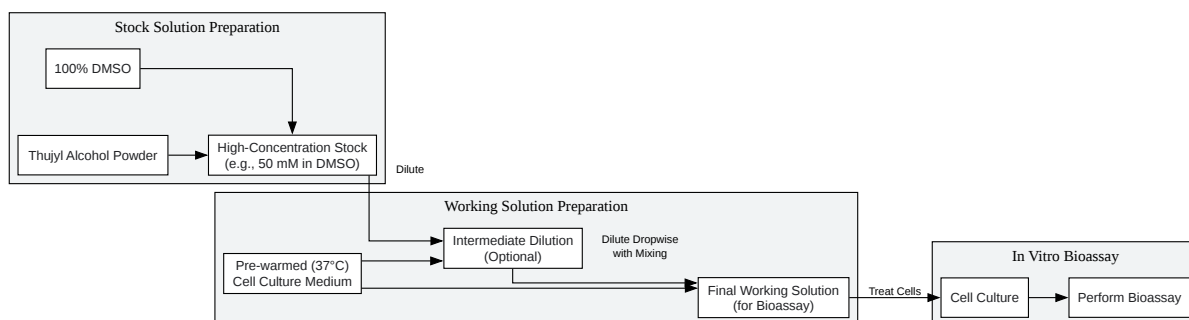 Stock Solution Preparation
100% DMSO
Thujyl Alcohol Powder
High-Concentration Stock
(e.g., 50 mM in DMSO)
Dilute
Working Solution Preparation
Intermediate Dilution
(Optional)
Dilute Dropwise
with Mixing
Pre-warmed (37°C)
Cell Culture Medium
Final Working Solution
(for Bioassay)
Treat Cells
In Vitro Bioassay
Cell Culture
Perform Bioassay